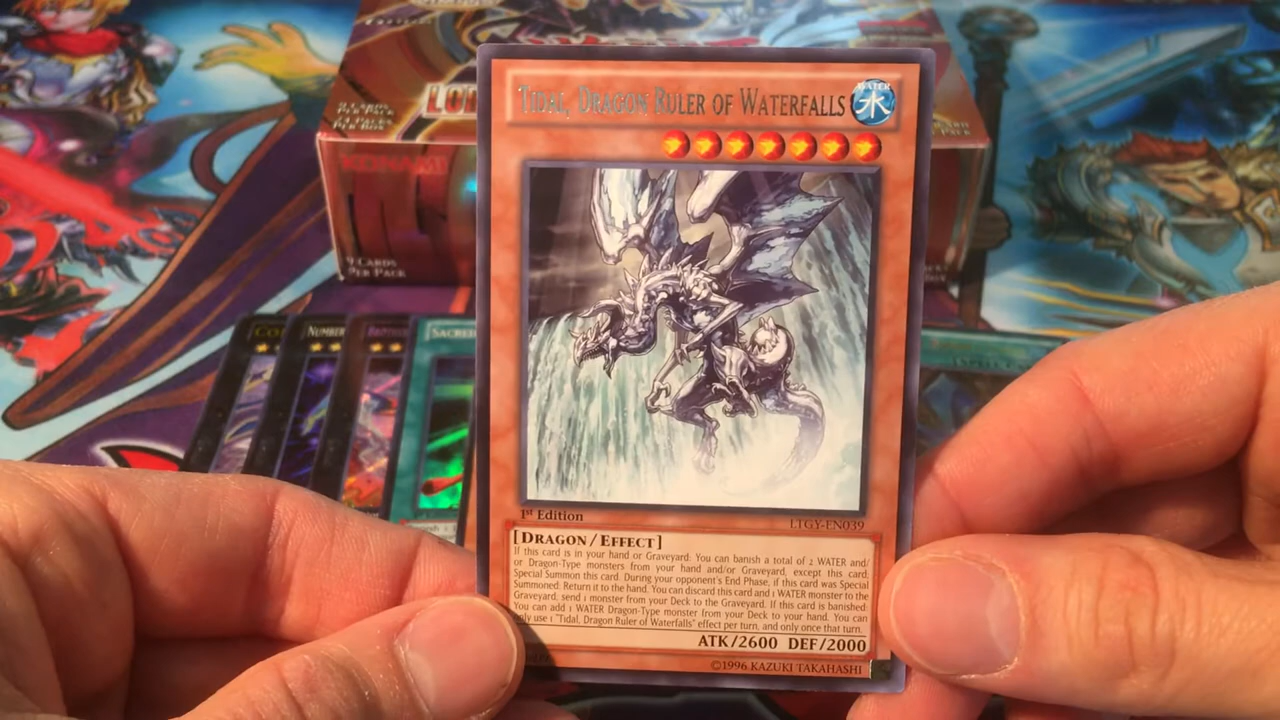 LOR
KONAMI
9 CARDS
PER PACK
NUMBER
SACRED
TIDAL, DRAGON RULER OF WATERFALLS
WATER
水
1st Edition
LTGY-EN039
[DRAGON/EFFECT]
If this card is in your hand or Graveyard: You can banish a total of 2 WATER and/
or Dragon-Type monsters from your hand and/or Graveyard, except this card;
Special Summon this card. During your opponent's End Phase, if this card was Special
Summoned: Return it to the hand. You can discard this card and 1 WATER monster to the
Graveyard; send 1 monster from your Deck to the Graveyard. If this card is banished:
You can add 1 WATER Dragon-Type monster from your Deck to your hand. You can
only use 1 "Tidal, Dragon Ruler of Waterfalls" effect per turn, and only once that turn.
ATK/2600 DEF/2000
©1996 KAZUKI TAKAHASHI